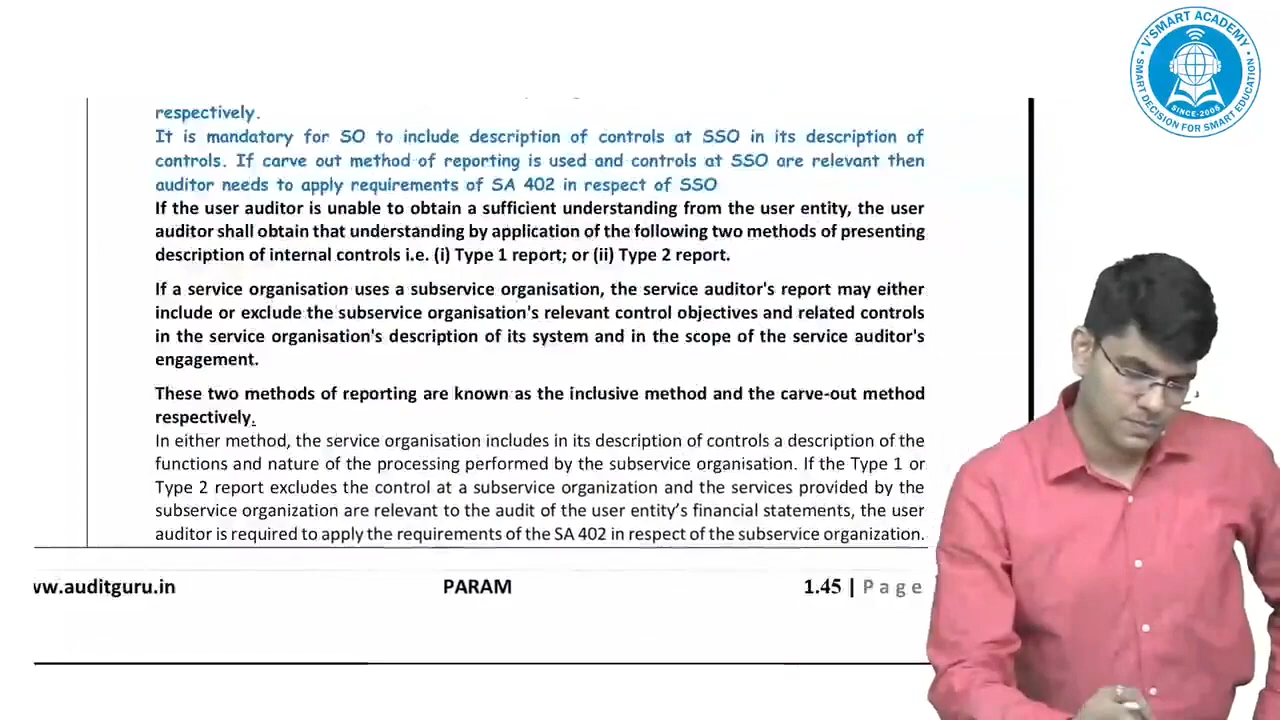 V'SMART ACADEMY
SMART DECISION FOR SMART EDUCATION
SINCE-2006
respectively.
It is mandatory for SO to include description of controls at SSO in its description of
controls. If carve out method of reporting is used and controls at SSO are relevant then
auditor needs to apply requirements of SA 402 in respect of SSO
If the user auditor is unable to obtain a sufficient understanding from the user entity, the user
auditor shall obtain that understanding by application of the following two methods of presenting
description of internal controls i.e. (i) Type 1 report; or (ii) Type 2 report.
If a service organisation uses a subservice organisation, the service auditor's report may either
include or exclude the subservice organisation's relevant control objectives and related controls
in the service organisation's description of its system and in the scope of the service auditor's
engagement.
These two methods of reporting are known as the inclusive method and the carve-out method
respectively.
In either method, the service organisation includes in its description of controls a description of the
functions and nature of the processing performed by the subservice organisation. If the Type 1 or
Type 2 report excludes the control at a subservice organization and the services provided by the
subservice organization are relevant to the audit of the user entity's financial statements, the user
auditor is required to apply the requirements of the SA 402 in respect of the subservice organization.
ww.auditguru.in PARAM 1.45 | Page